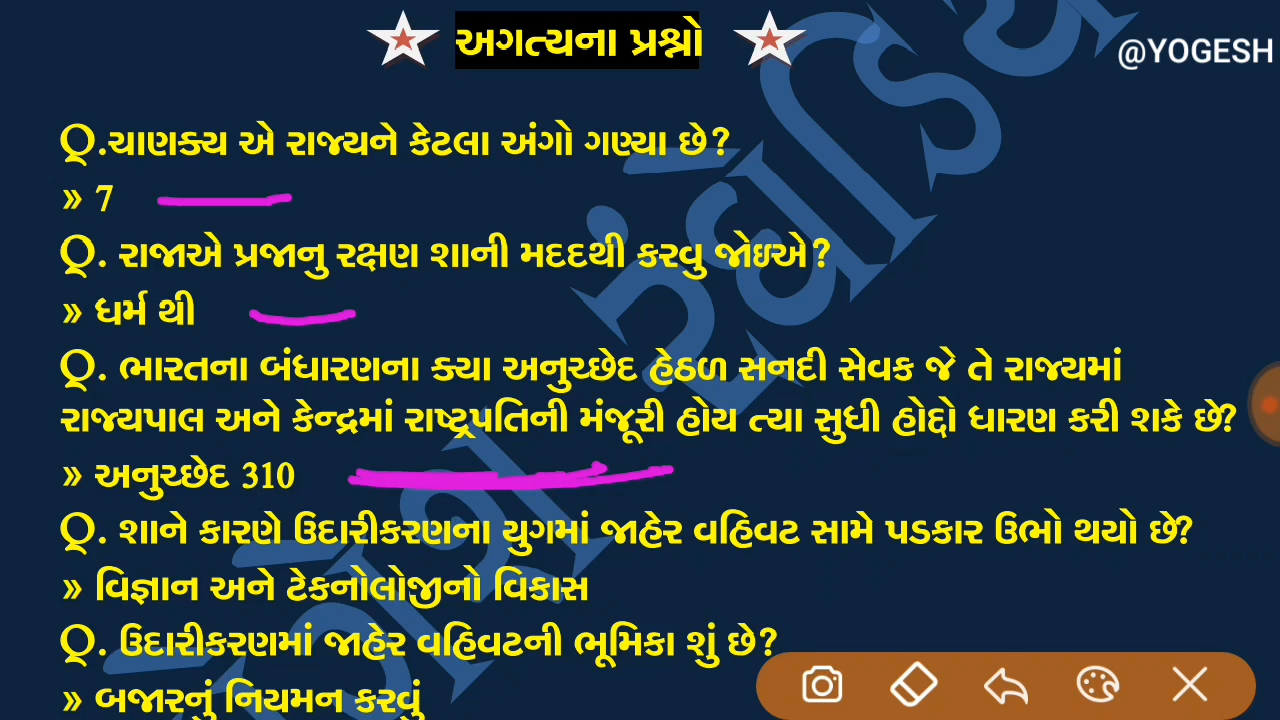 અગત્યના પ્રશ્નો
@YOGESH
Q.ચાણક્ય એ રાજ્યને કેટલા અંગો ગણ્યા છે?
» 7
Q. રાજાએ પ્રજાનુ રક્ષણ શાની મદદથી કરવુ જોઇએ?
» ધર્મ થી
Q. ભારતના બંધારણના ક્યા અનુચ્છેદ હેઠળ સનદી સેવક જે તે રાજ્યમાં
રાજ્યપાલ અને કેન્દ્રમાં રાષ્ટ્રપતિની મંજૂરી હોય ત્યા સુધી હોદ્દો ધારણ કરી શકે છે?
» અનુચ્છેદ 310
Q. શાને કારણે ઉદારીકરણના યુગમાં જાહેર વહિવટ સામે પડકાર ઉભો થયો છે?
» વિજ્ઞાન અને ટેકનોલોજીનો વિકાસ
Q. ઉદારીકરણમાં જાહેર વહિવટની ભૂમિકા શું છે?
» બજારનું નિયમન કરવું